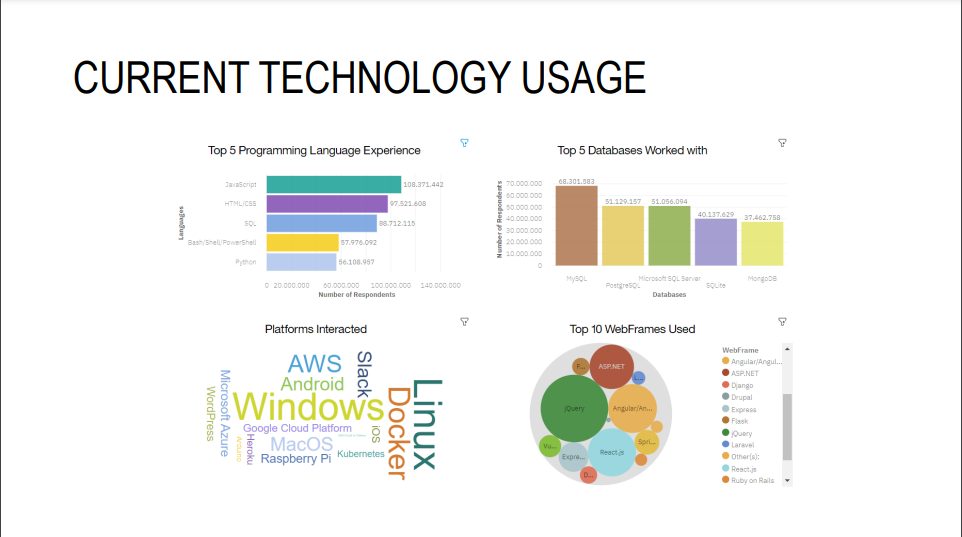 CURRENT TECHNOLOGY USAGE
Top 5 Programming Language Experience
Languages
JavaScript
108.371.442
HTML/CSS
97.521.608
SQL
88.712.115
Bash/Shell/PowerShell
57.976.092
Python
56.108.957
0 20.000.000 60.000.000 100.000.000 140.000.000
Number of Respondents
Top 5 Databases Worked with
Number of Respondents
70.000.000
60.000.000
50.000.000
40.000.000
30.000.000
20.000.000
10.000.000
0
68.301.583
51.129.157
51.056.094
40.137.629
37.462.758
MySQL
PostgreSQL
Microsoft SQL Server
SQLite
MongoDB
Databases
Platforms Interacted
AWS
Slack
Android
Microsoft Azure
WordPress
Windows
Linux
Docker
Google Cloud Platform
iOS
Arduino
Heroku
MacOS
Kubernetes
Raspberry Pi
Top 10 WebFrames Used
F...
ASP.NET
L...
jQuery
Angular/An...
Vu...
Expre...
React.js
Spri...
D...
WebFrame
Angular/Angul...
ASP.NET
Django
Drupal
Express
Flask
jQuery
Laravel
Other(s):
React.js
Ruby on Rails